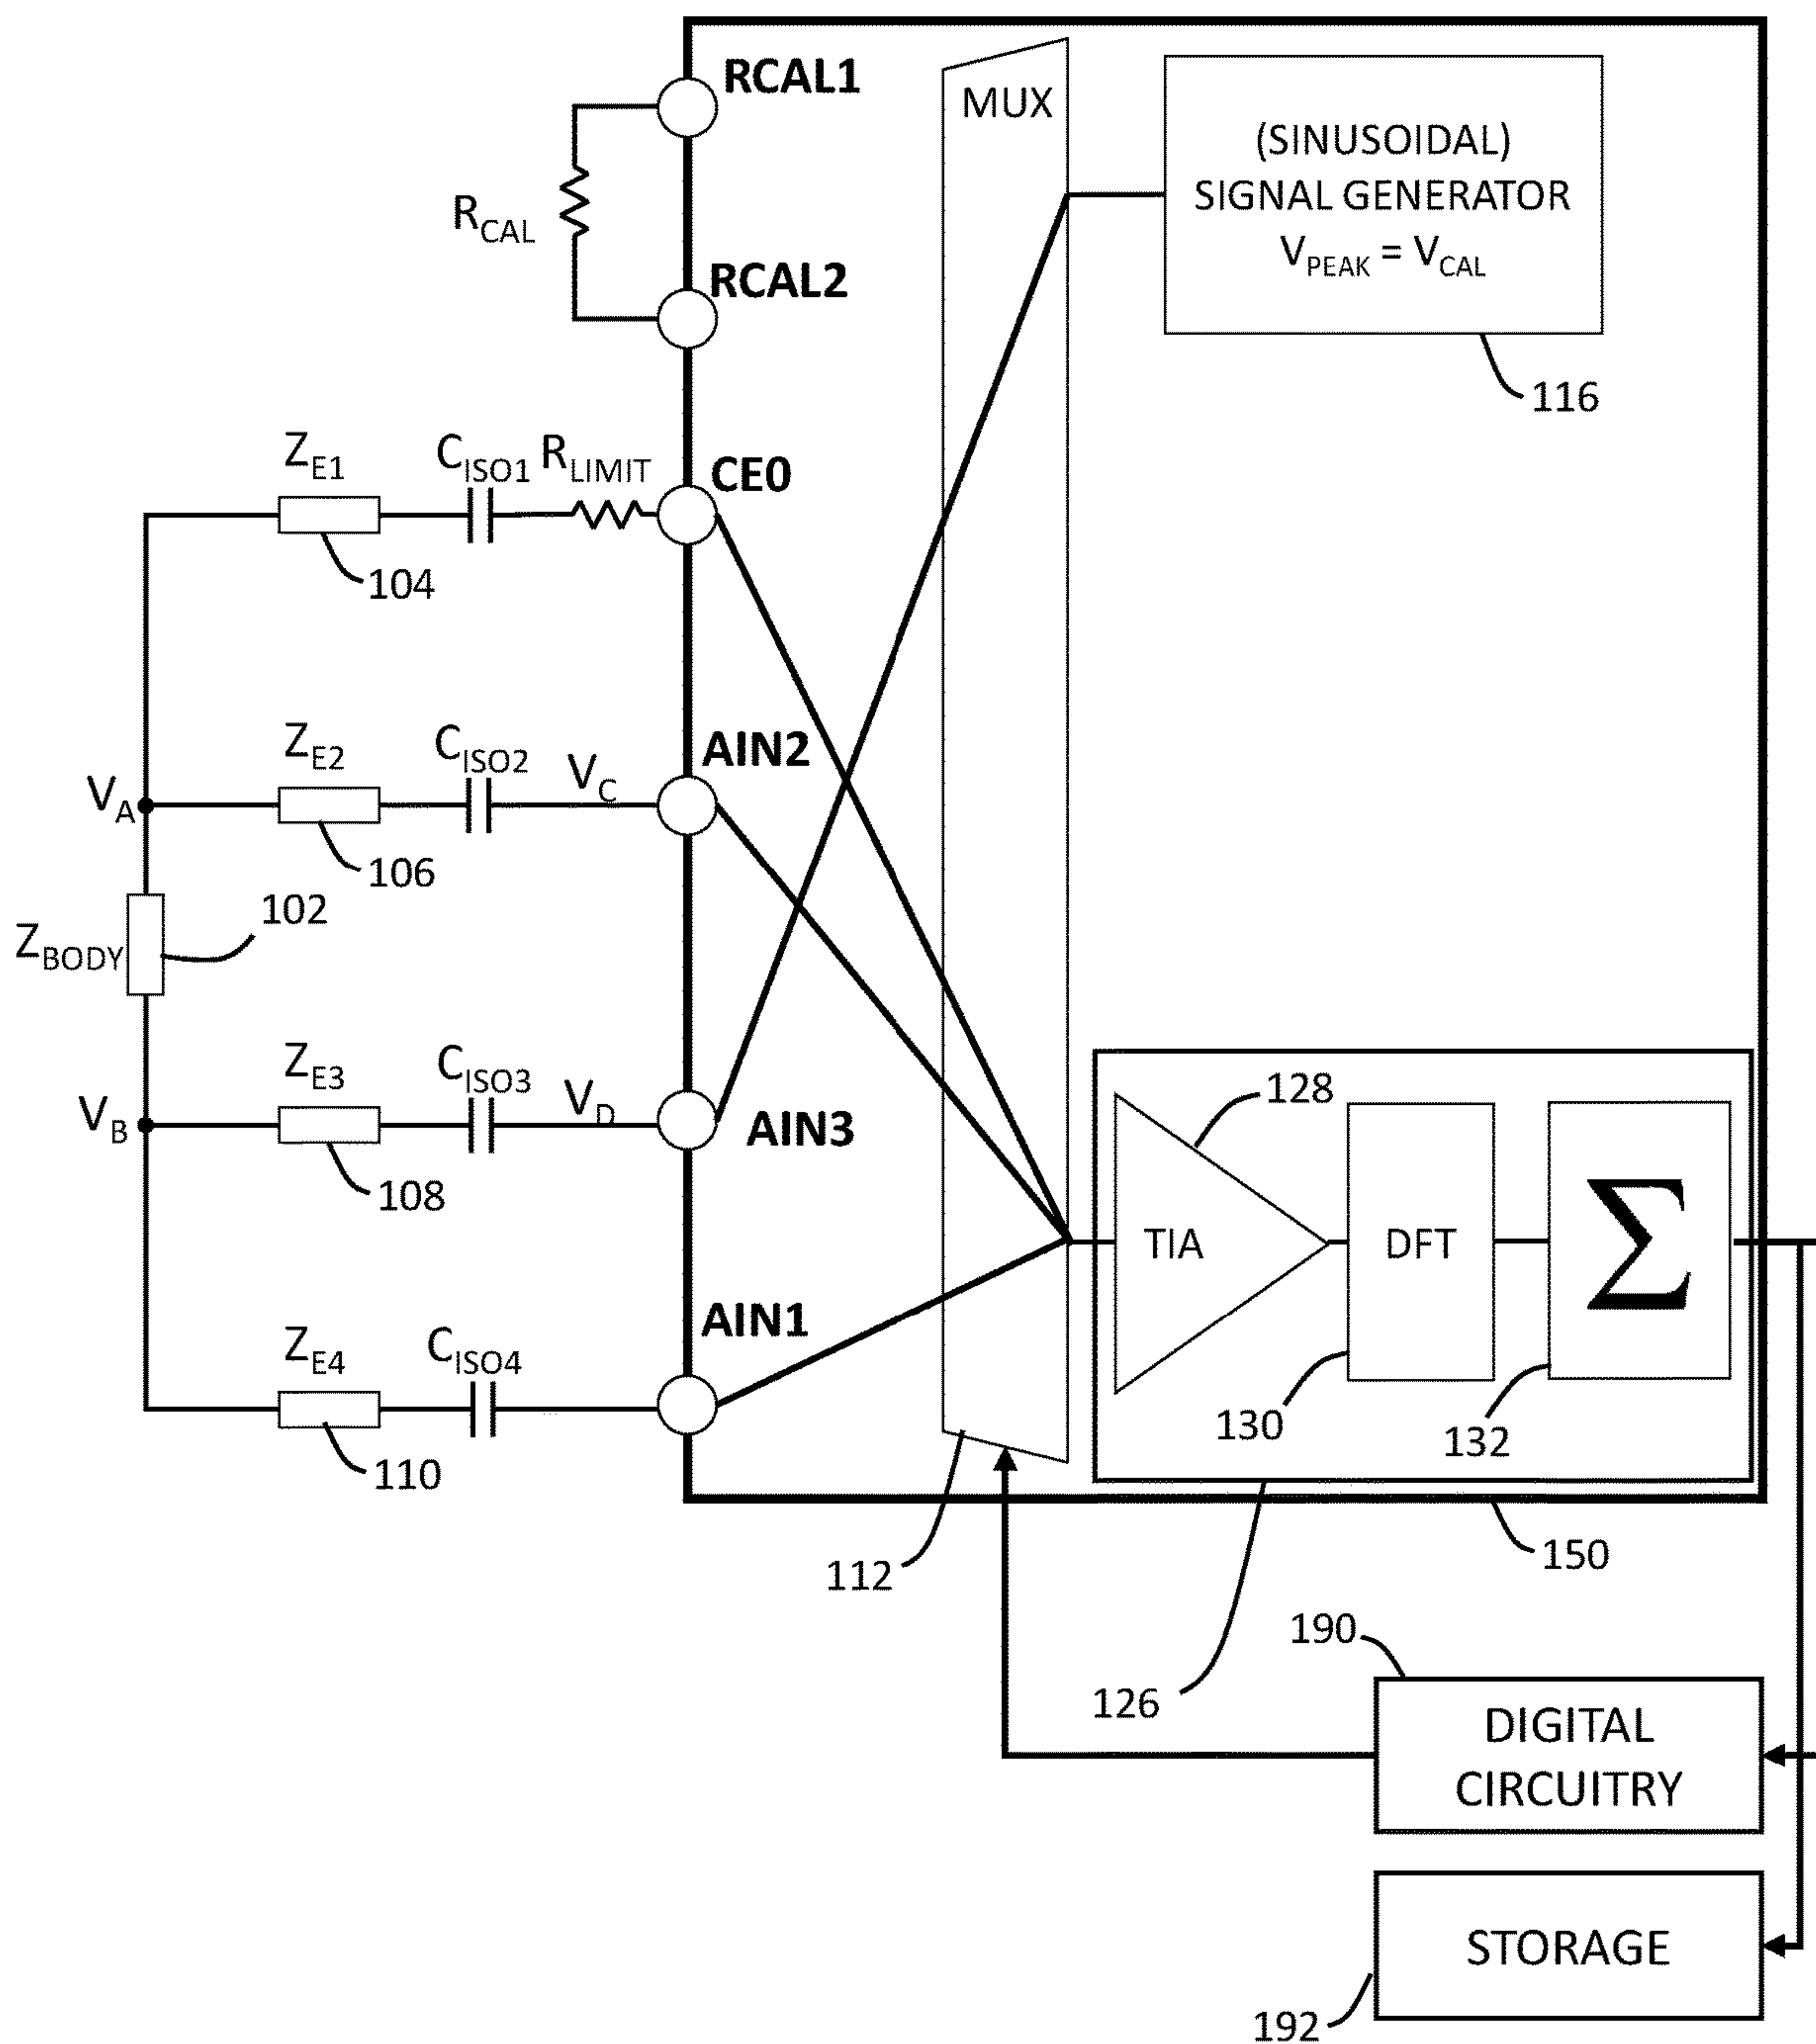 RCAL1
MUX
(SINUSOIDAL)
SIGNAL GENERATOR
VPEAK = VCAL
RCAL
RCAL2
116
ZE1
CISO1
RLIMIT
CE0
104
ZE2
CISO2
VC
AIN2
VA
106
102
ZBODY
ZE3
CISO3
VD
AIN3
VB
108
128
TIA
DFT
Σ
ZE4
CISO4
AIN1
110
130
132
112
150
190
126
DIGITAL
CIRCUITRY
STORAGE
192